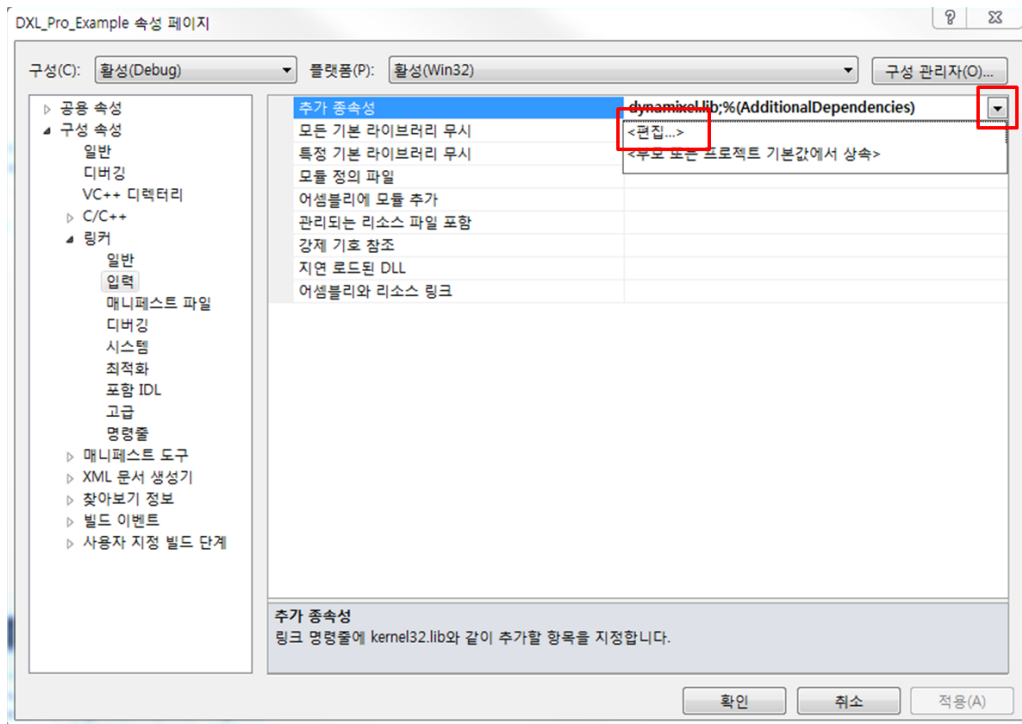 DXL_Pro_Example 속성 페이지
구성(C): 활성(Debug) 플랫폼(P): 활성(Win32) 구성 관리자(O)...
공용 속성
구성 속성
일반
디버깅
VC++ 디렉터리
C/C++
링커
일반
입력
매니페스트 파일
디버깅
시스템
최적화
포함 IDL
고급
명령줄
매니페스트 도구
XML 문서 생성기
찾아보기 정보
빌드 이벤트
사용자 지정 빌드 단계
추가 종속성 dynamixel.lib;%(AdditionalDependencies)
모든 기본 라이브러리 무시 <편집...>
특정 기본 라이브러리 무시 <부모 또는 프로젝트 기본값에서 상속>
모듈 정의 파일
어셈블리에 모듈 추가
관리되는 리소스 파일 포함
강제 기호 참조
지연 로드된 DLL
어셈블리와 리소스 링크
추가 종속성
링크 명령줄에 kernel32.lib와 같이 추가할 항목을 지정합니다.
확인 취소 적용(A)